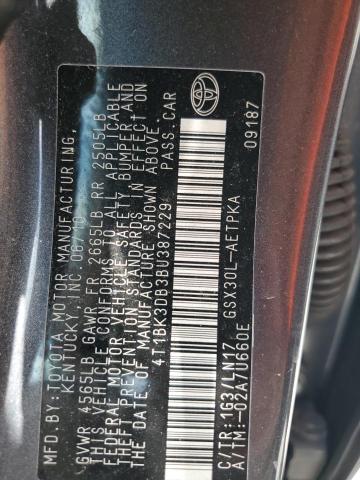 MFD. BY: TOYOTA MOTOR MANUFACTURING,
KENTUCKY, INC. 08/10
GVWR 4565LB GAWR FR 2665LB RR 2505LB
THIS VEHICLE CONFORMS TO ALL APPLICABLE
FEDERAL MOTOR VEHICLE SAFETY, BUMPER, AND
THEFT PREVENTION STANDARDS IN EFFECT ON
THE DATE OF MANUFACTURE SHOWN ABOVE.
4T1BK3DB3BU387229 PASS. CAR
C/TR: 1G3/LN17 GSX30L-AETPKA
A/TM: -02A/U660E
09187
TOYOTA